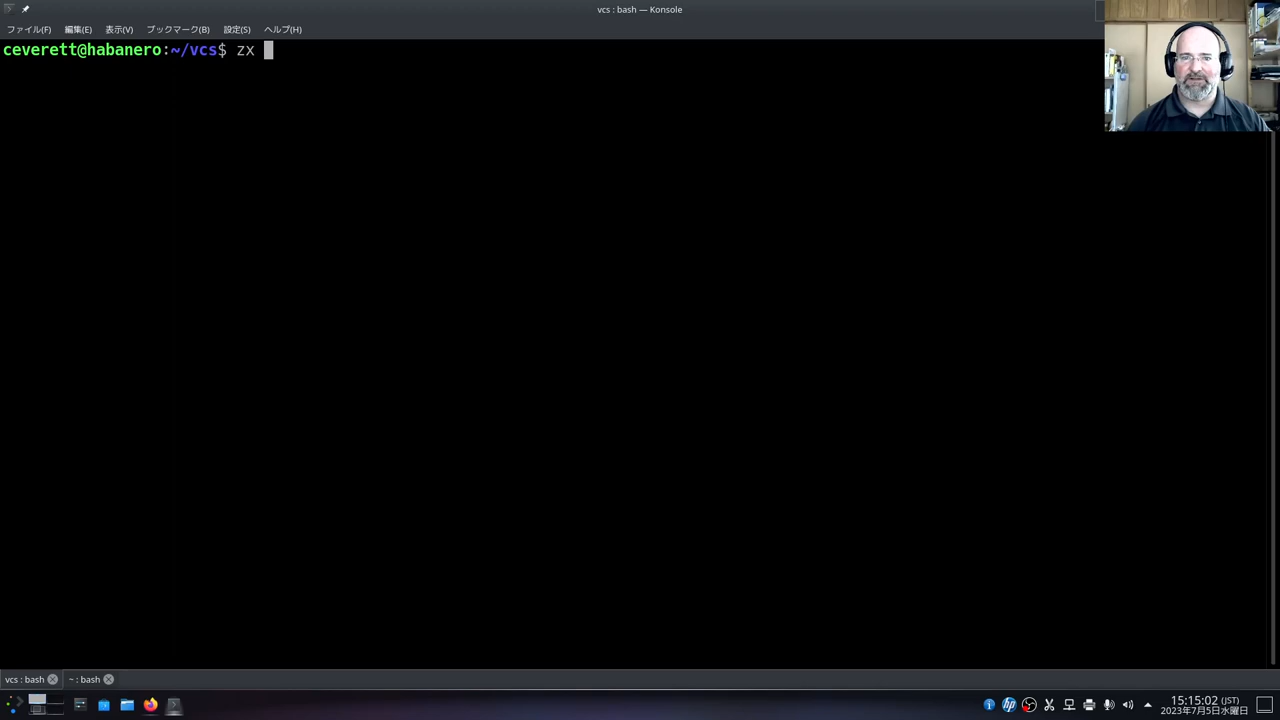 vcs : bash — Konsole
ファイル(F) 編集(E) 表示(V) ブックマーク(B) 設定(S) ヘルプ(H)
ceverett@habanero:~/vcs$ zx
vcs : bash ~ : bash
15:15:02 (JST)
2023年7月5日水曜日